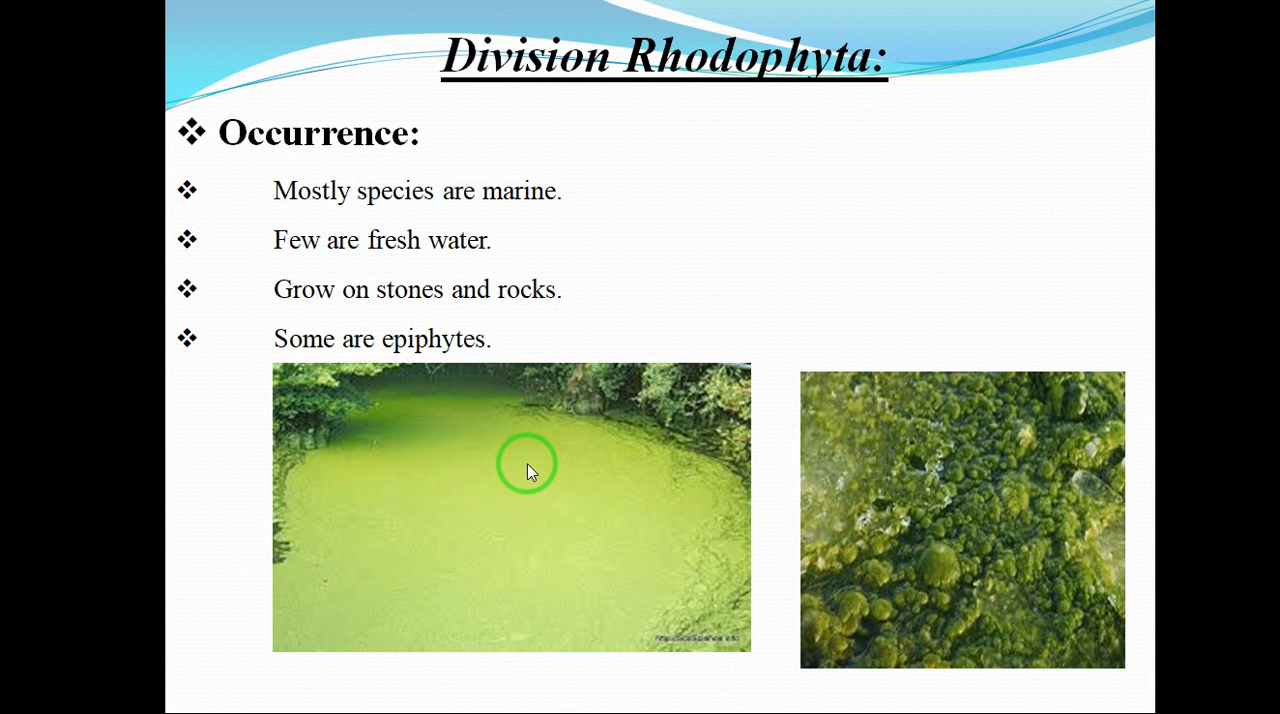 Division Rhodophyta:
❖ Occurrence:
❖ Mostly species are marine.
❖ Few are fresh water.
❖ Grow on stones and rocks.
❖ Some are epiphytes.